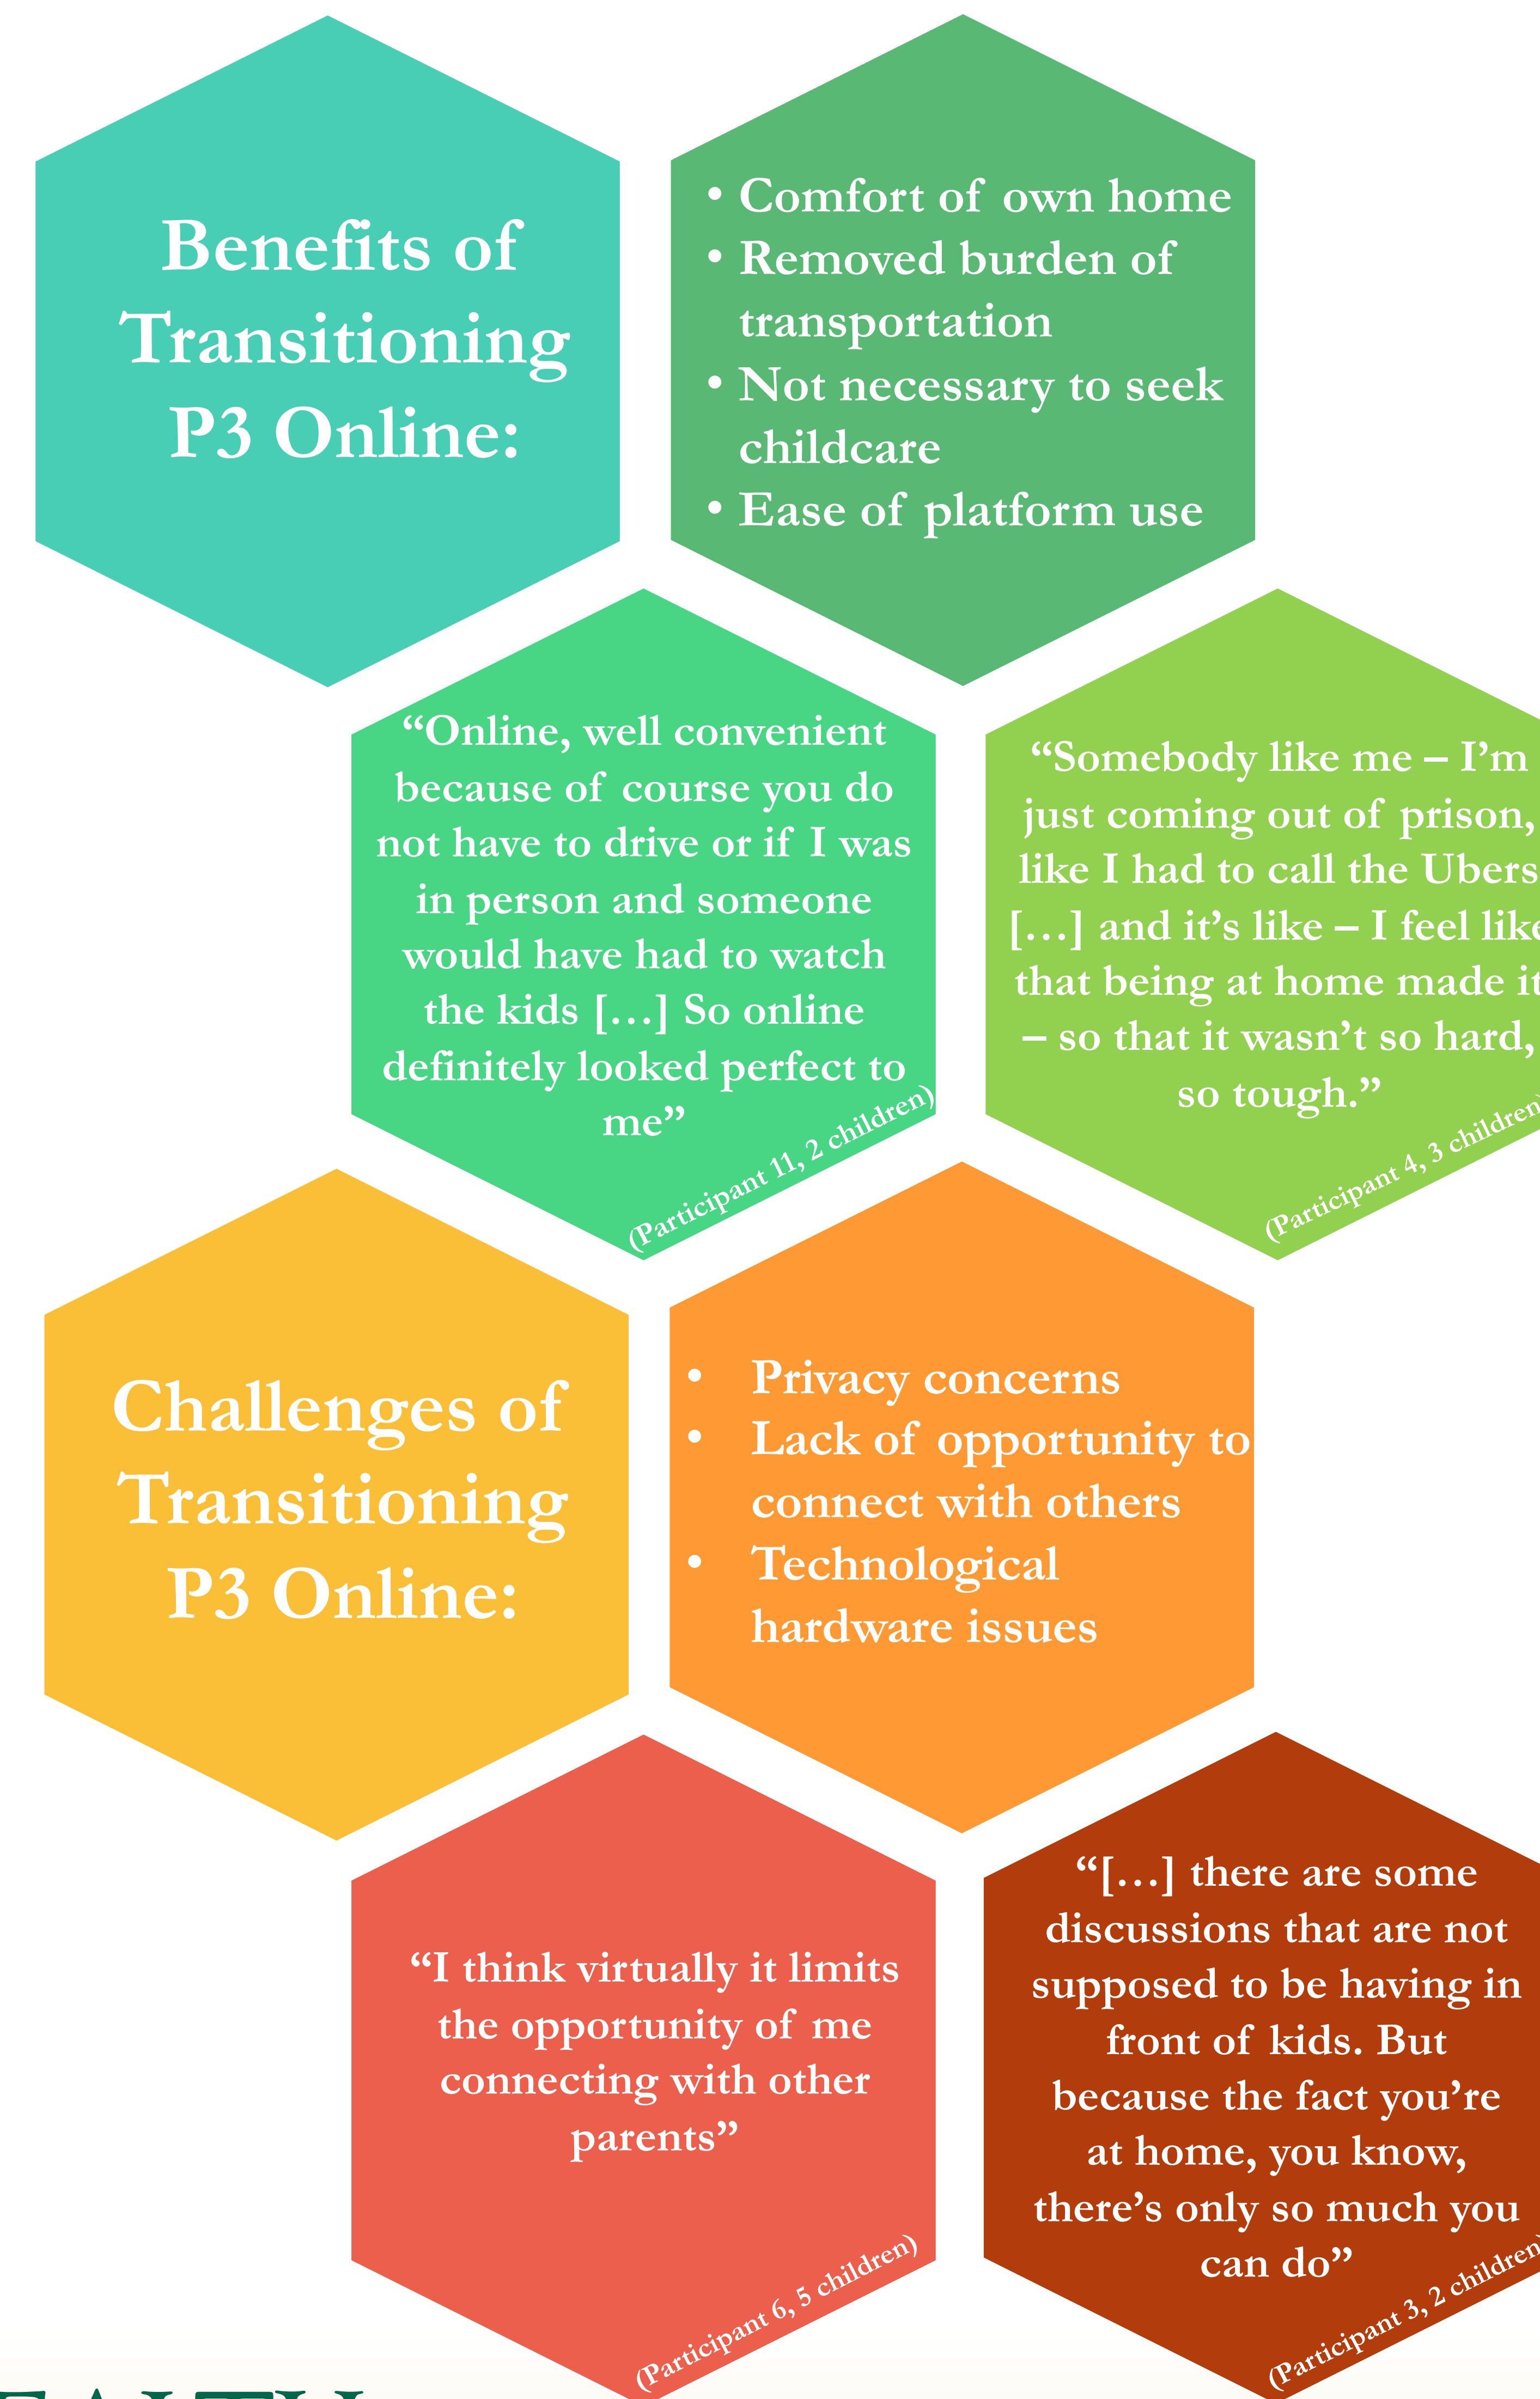 Benefits of
Transitioning
P3 Online:
• Comfort of own home
• Removed burden of
transportation
• Not necessary to seek
childcare
• Ease of platform use
“Online, well convenient
because of course you do
not have to drive or if I was
in person and someone
would have had to watch
the kids […] So online
definitely looked perfect to
me”
(Participant 11, 2 children)
“Somebody like me – I’m
just coming out of prison,
like I had to call the Ubers
[…] and it’s like – I feel like
that being at home made it
– so that it wasn’t so hard,
so tough.”
(Participant 4, 3 children)
Challenges of
Transitioning
P3 Online:
• Privacy concerns
• Lack of opportunity to
connect with others
• Technological
hardware issues
“I think virtually it limits
the opportunity of me
connecting with other
parents”
(Participant 6, 5 children)
“[…] there are some
discussions that are not
supposed to be having in
front of kids. But
because the fact you’re
at home, you know,
there’s only so much you
can do”
(Participant 3, 2 children)